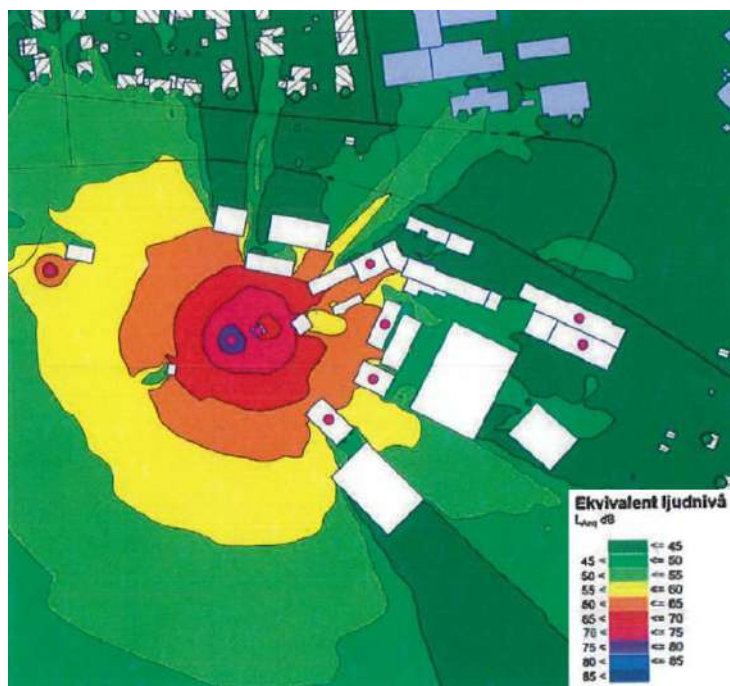 Ekvivalent ljudnivå
LAeq dB
<= 45
45 < <= 50
50 < <= 55
55 < <= 60
60 < <= 65
65 < <= 70
70 < <= 75
75 < <= 80
80 < <= 85
85 <